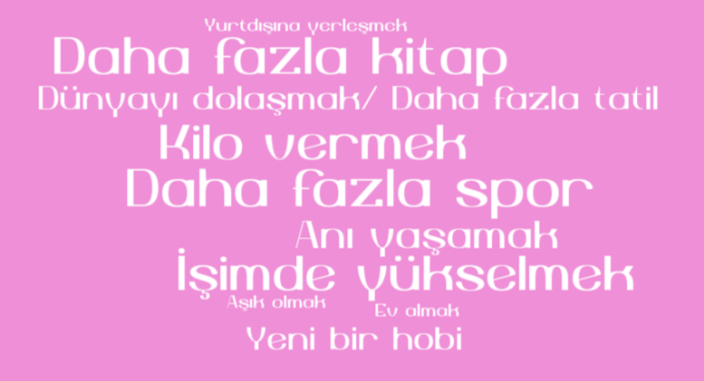 Yurtdışına yerleşmek
Daha fazla kitap
Dünyayı dolaşmak/ Daha fazla tatil
Kilo vermek
Daha fazla spor
Anı yaşamak
İşimde yükselmek
Aşık olmak
Ev almak
Yeni bir hobi